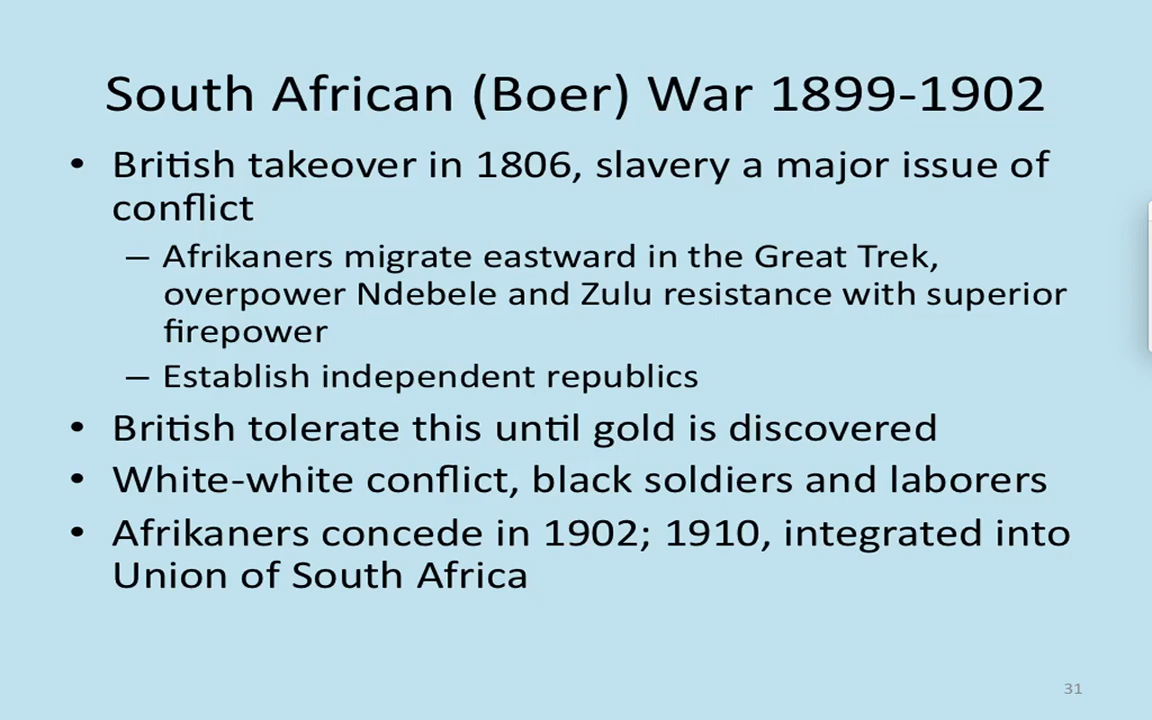 South African (Boer) War 1899-1902
• British takeover in 1806, slavery a major issue of
conflict
– Afrikaners migrate eastward in the Great Trek,
overpower Ndebele and Zulu resistance with superior
firepower
– Establish independent republics
• British tolerate this until gold is discovered
• White-white conflict, black soldiers and laborers
• Afrikaners concede in 1902; 1910, integrated into
Union of South Africa
31